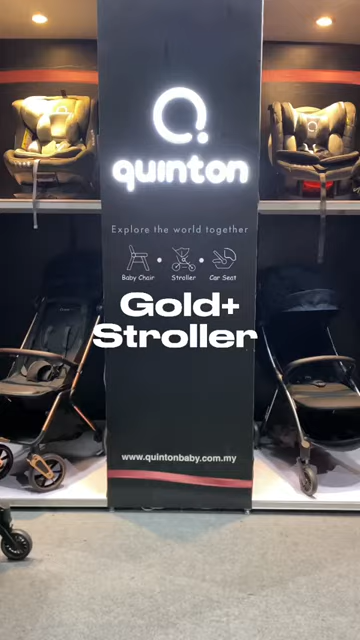 quinton
Explore the world together
Baby Chair • Stroller • Car Seat
Gold+
Stroller
www.quintonbaby.com.my